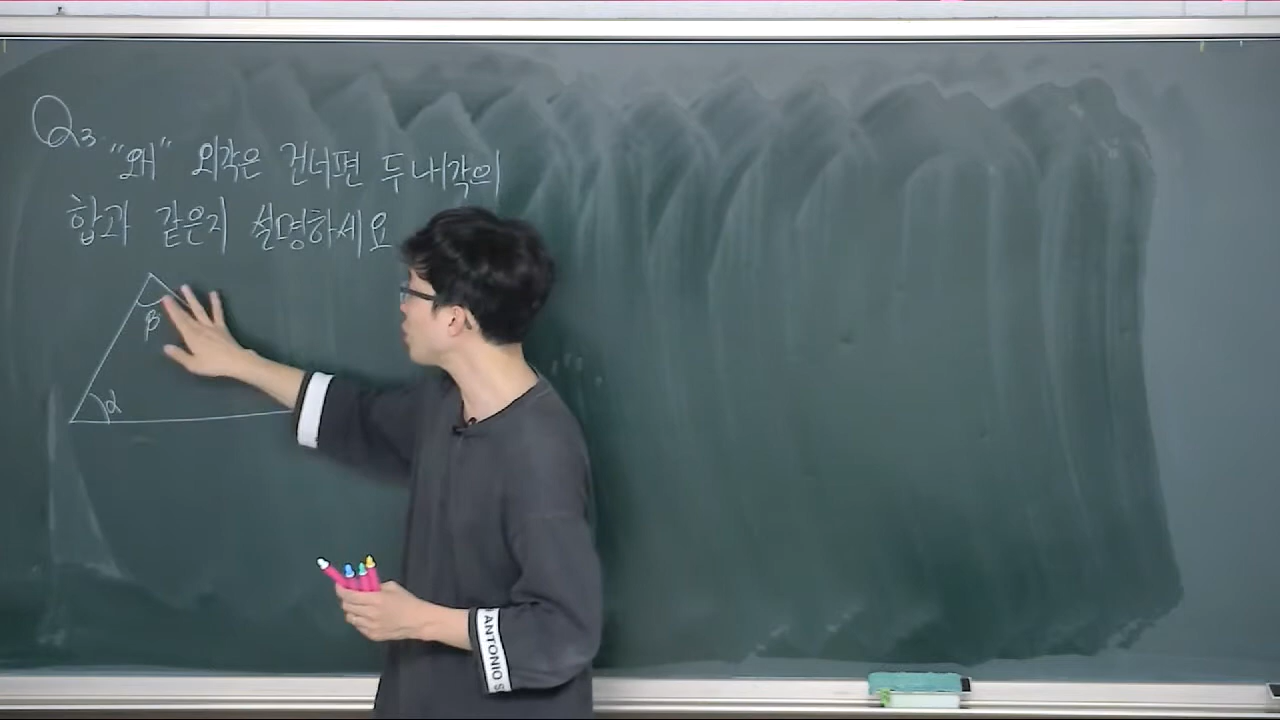 Q3. "왜" 외각은 건너편 두 내각의
합과 같은지 설명하세요
β
α
ANTONIO S